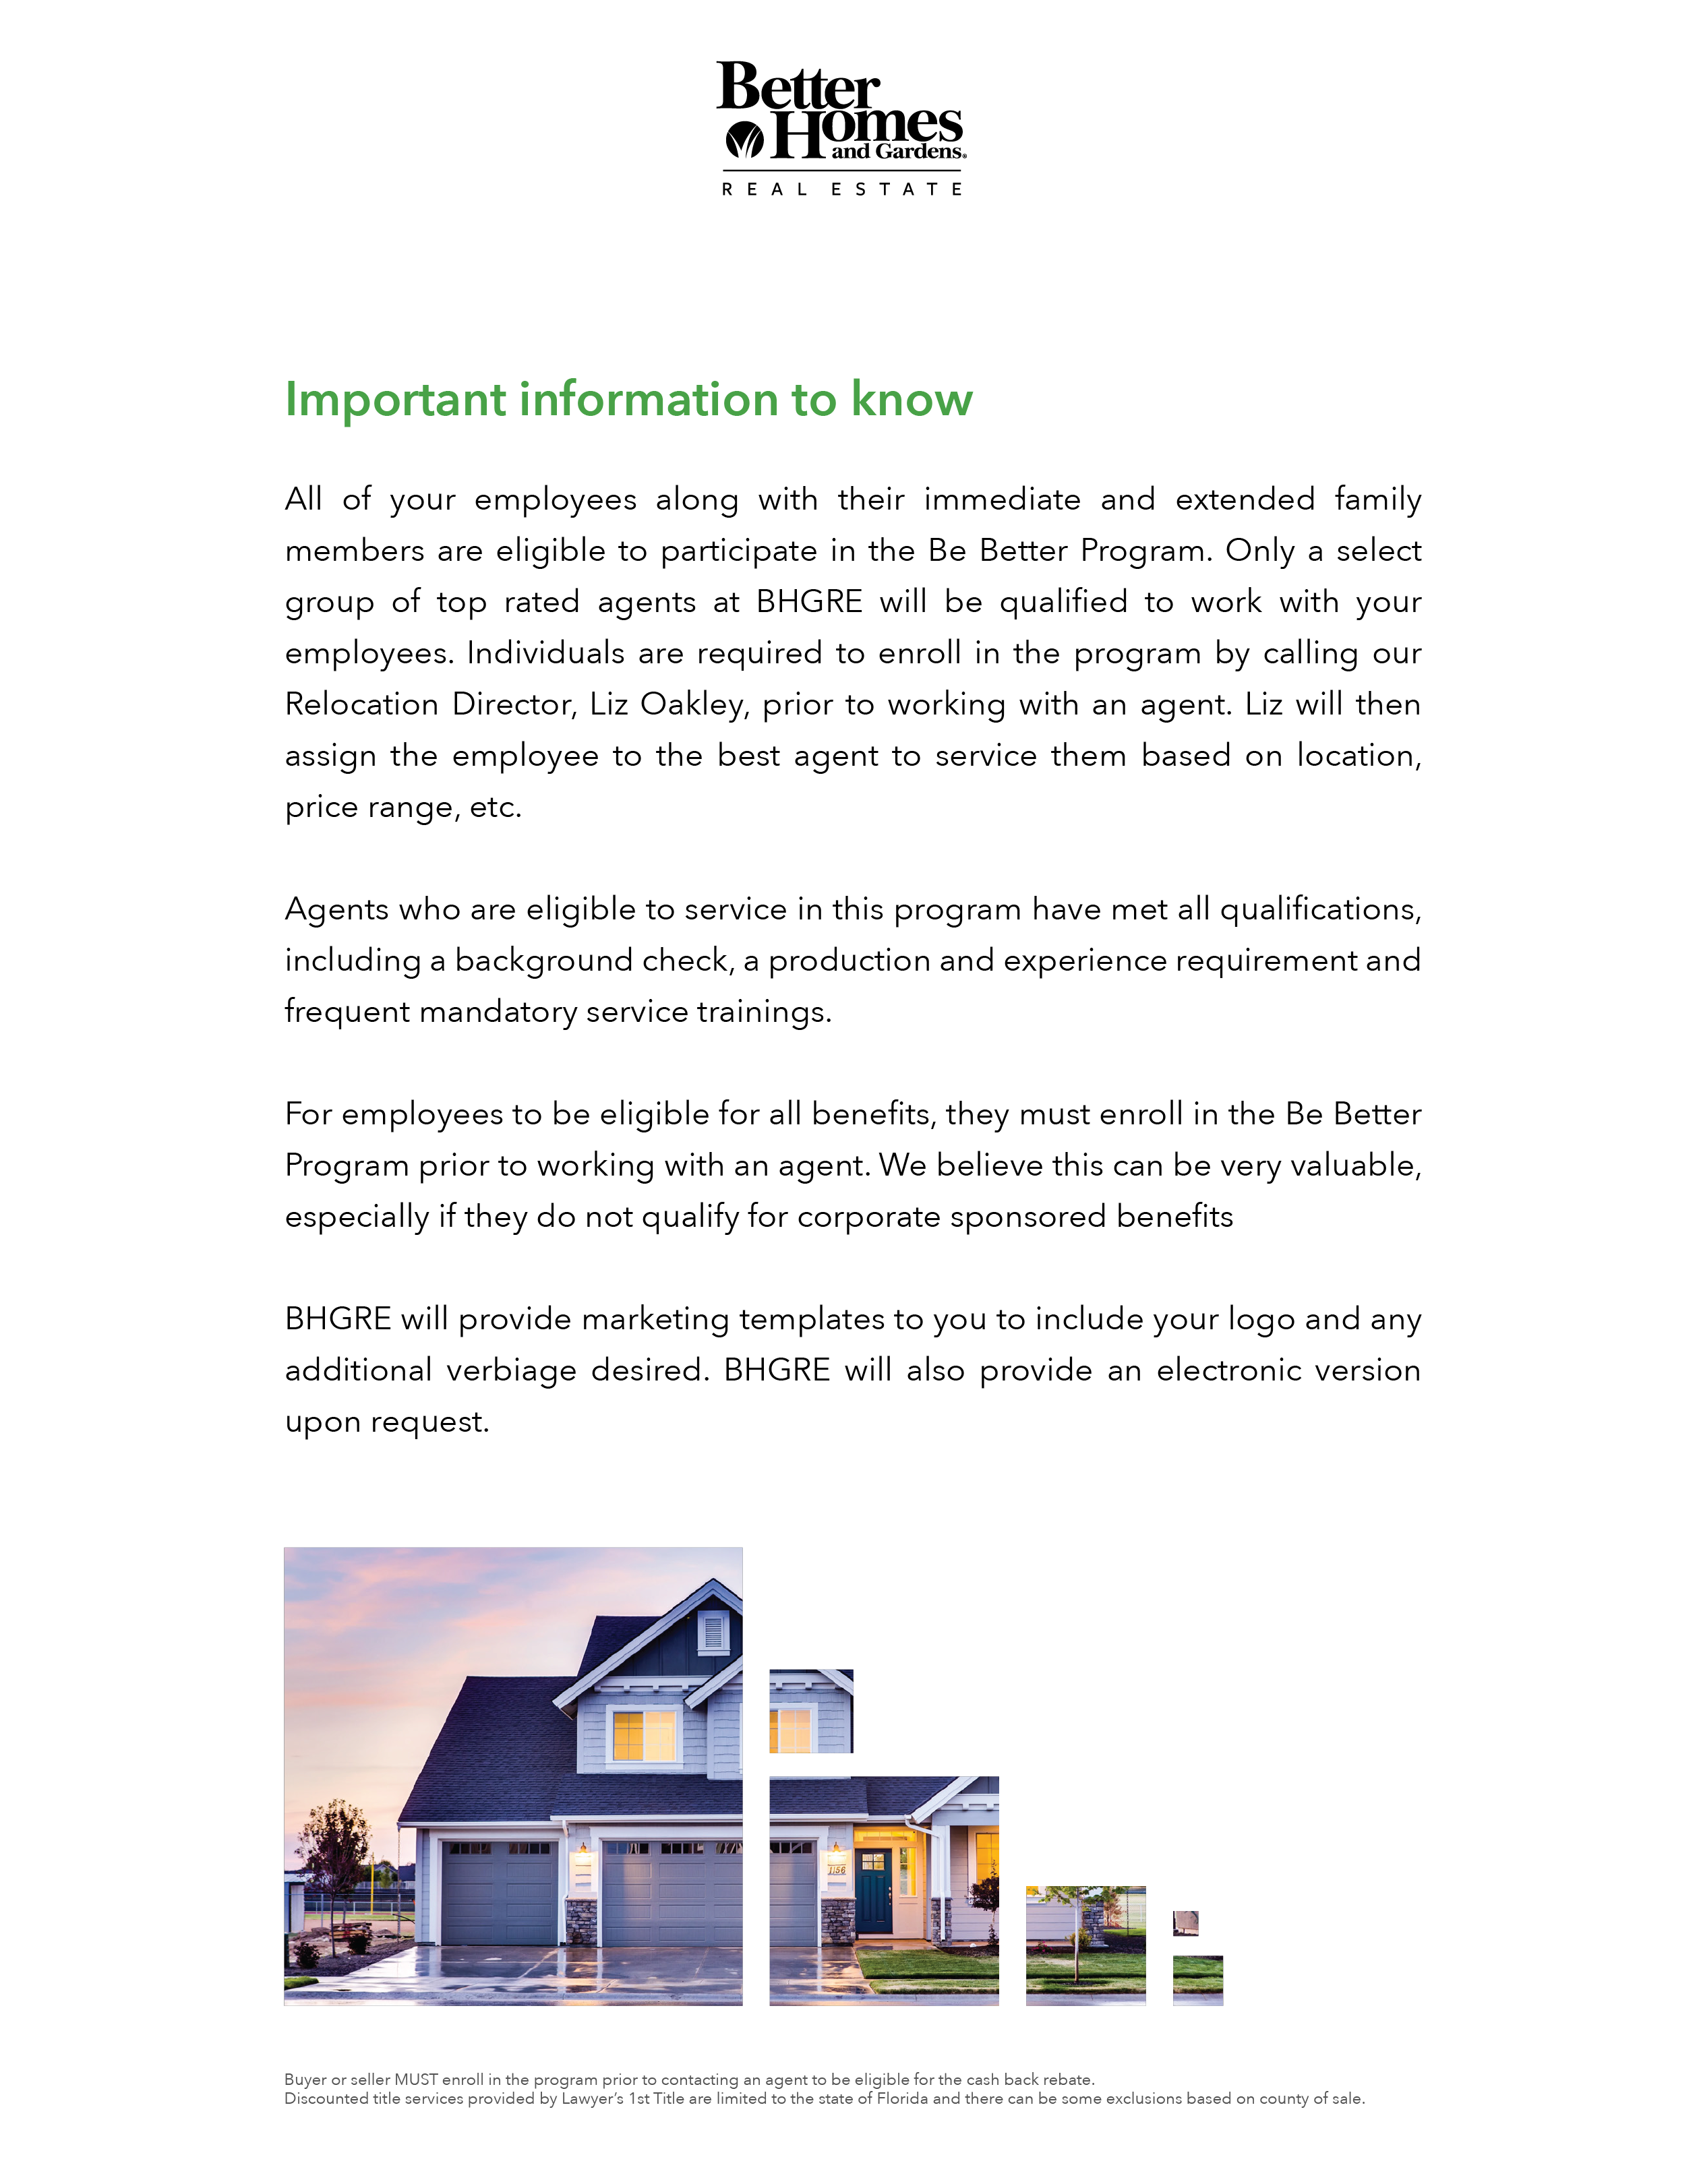 Better
Homes
and Gardens®
REAL ESTATE
Important information to know
All of your employees along with their immediate and extended family
members are eligible to participate in the Be Better Program. Only a select
group of top rated agents at BHGRE will be qualified to work with your
employees. Individuals are required to enroll in the program by calling our
Relocation Director, Liz Oakley, prior to working with an agent. Liz will then
assign the employee to the best agent to service them based on location,
price range, etc.
Agents who are eligible to service in this program have met all qualifications,
including a background check, a production and experience requirement and
frequent mandatory service trainings.
For employees to be eligible for all benefits, they must enroll in the Be Better
Program prior to working with an agent. We believe this can be very valuable,
especially if they do not qualify for corporate sponsored benefits
BHGRE will provide marketing templates to you to include your logo and any
additional verbiage desired. BHGRE will also provide an electronic version
upon request.
1156
Buyer or seller MUST enroll in the program prior to contacting an agent to be eligible for the cash back rebate.
Discounted title services provided by Lawyer’s 1st Title are limited to the state of Florida and there can be some exclusions based on county of sale.